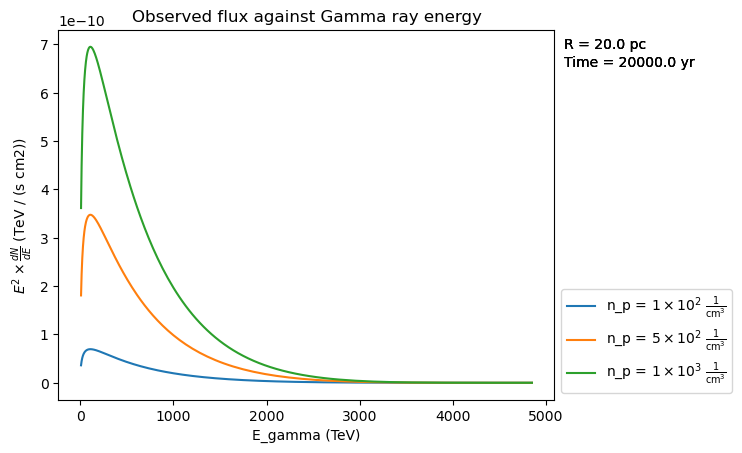 Observed flux against Gamma ray energy
1e−10
R = 20.0 pc
Time = 20000.0 yr
7
6
5
4
3
2
1
0
E² × dN/dE (TeV / (s cm2))
n_p = 1 × 10² 1/cm³
n_p = 5 × 10² 1/cm³
n_p = 1 × 10³ 1/cm³
0 1000 2000 3000 4000 5000
E_gamma (TeV)